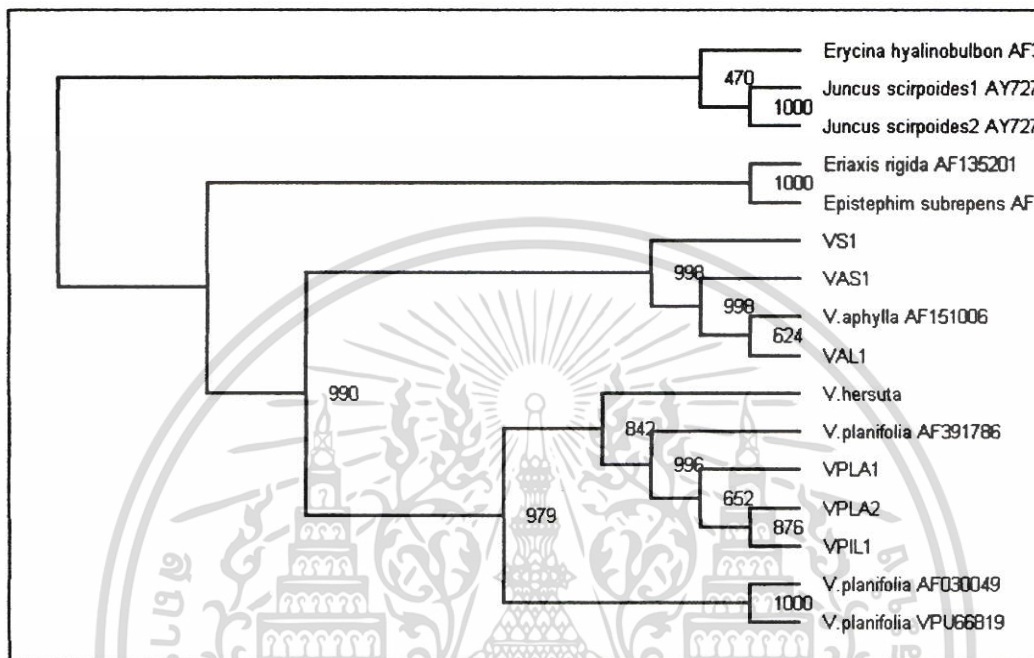 Erycina hyalinobulbon AF3
470
Juncus scirpoides1 AY727
1000
Juncus scirpoides2 AY727
Eriaxis rigida AF135201
1000
Epistephim subrepens AF
VS1
998
VAS1
998
V.aphylla AF151006
624
VAL1
990
V.hersuta
842
V.planifolia AF391786
996
VPLA1
652
VPLA2
876
VPIL1
979
V.planifolia AF030049
1000
V.planifolia VPU66819